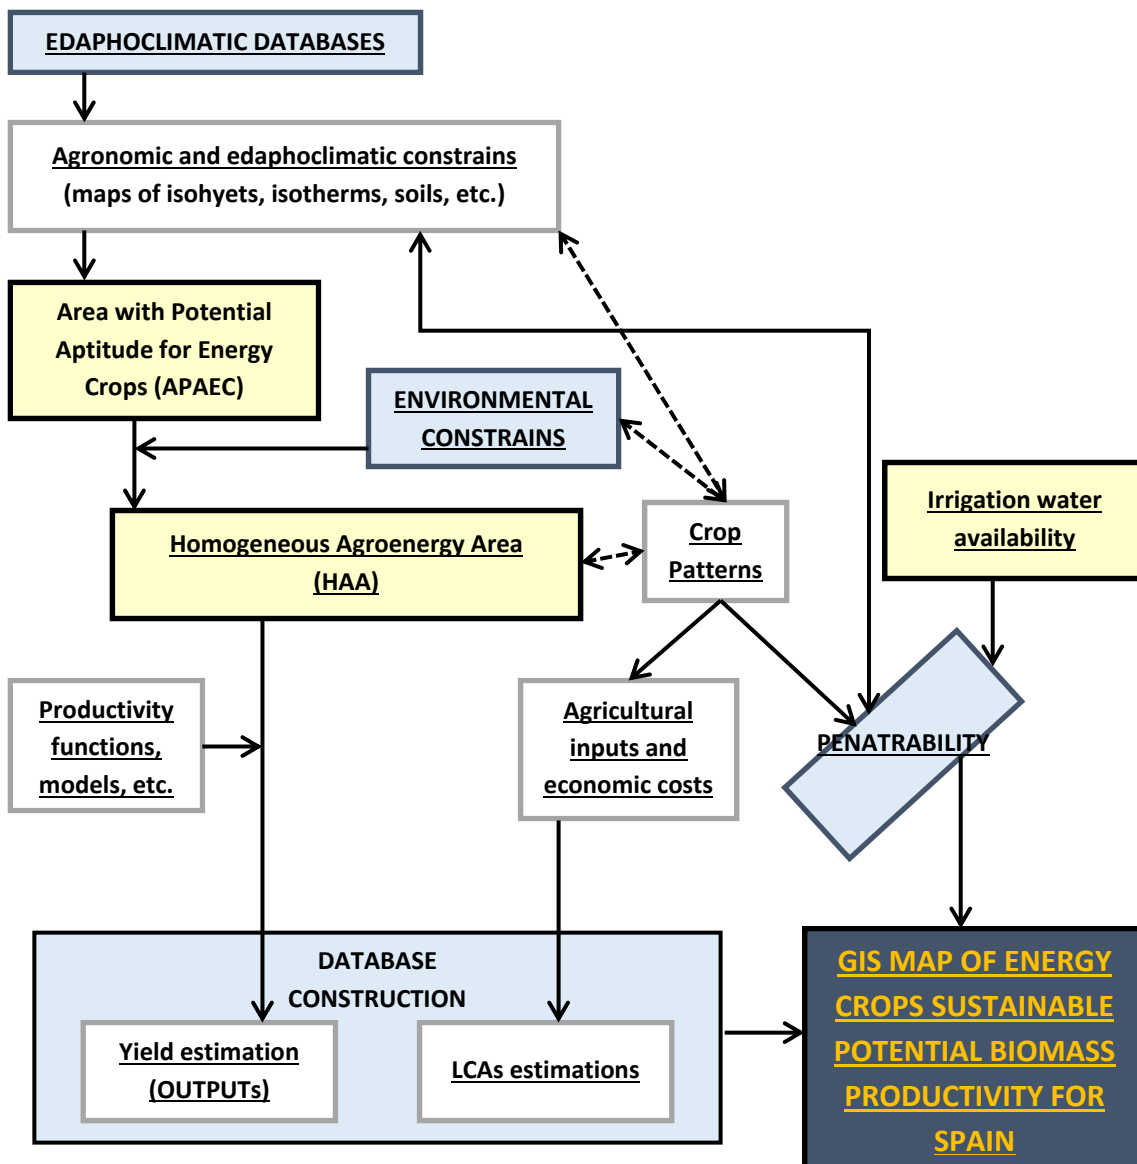 EDAPHOCLIMATIC DATABASES
Agronomic and edaphoclimatic constrains
(maps of isohyets, isotherms, soils, etc.)
Area with Potential
Aptitude for Energy
Crops (APAEC)
ENVIRONMENTAL
CONSTRAINS
Irrigation water
availability
Homogeneous Agroenergy Area
(HAA)
Crop
Patterns
Productivity
functions,
models, etc.
Agricultural
inputs and
economic costs
PENATRABILITY
DATABASE
CONSTRUCTION
Yield estimation
(OUTPUTs)
LCAs estimations
GIS MAP OF ENERGY
CROPS SUSTAINABLE
POTENTIAL BIOMASS
PRODUCTIVITY FOR
SPAIN